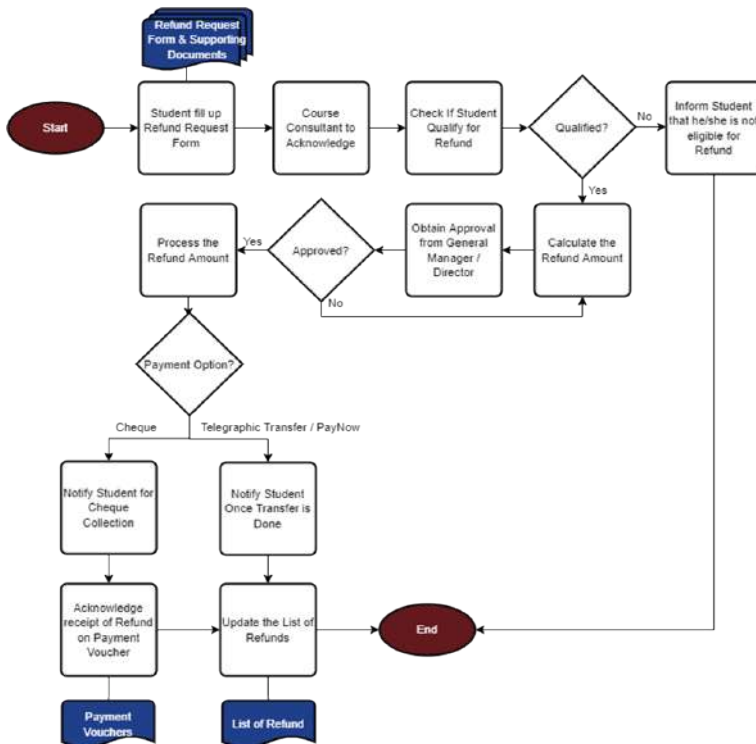 Refund Request
Form & Supporting
Documents
Start
Student fill up
Refund Request
Form
Course
Consultant to
Acknowledge
Check If Student
Qualify for
Refund
Qualified?
No
Inform Student
that he/she is not
eligible for
Refund
Yes
Process the
Refund Amount
Yes
Approved?
Obtain Approval
from General
Manager /
Director
Calculate the
Refund Amount
No
Payment Option?
Cheque
Telegraphic Transfer / PayNow
Notify Student for
Cheque
Collection
Notify Student
Once Transfer is
Done
Acknowledge
receipt of Refund
on Payment
Voucher
Update the List of
Refunds
End
Payment
Vouchers
List of Refund